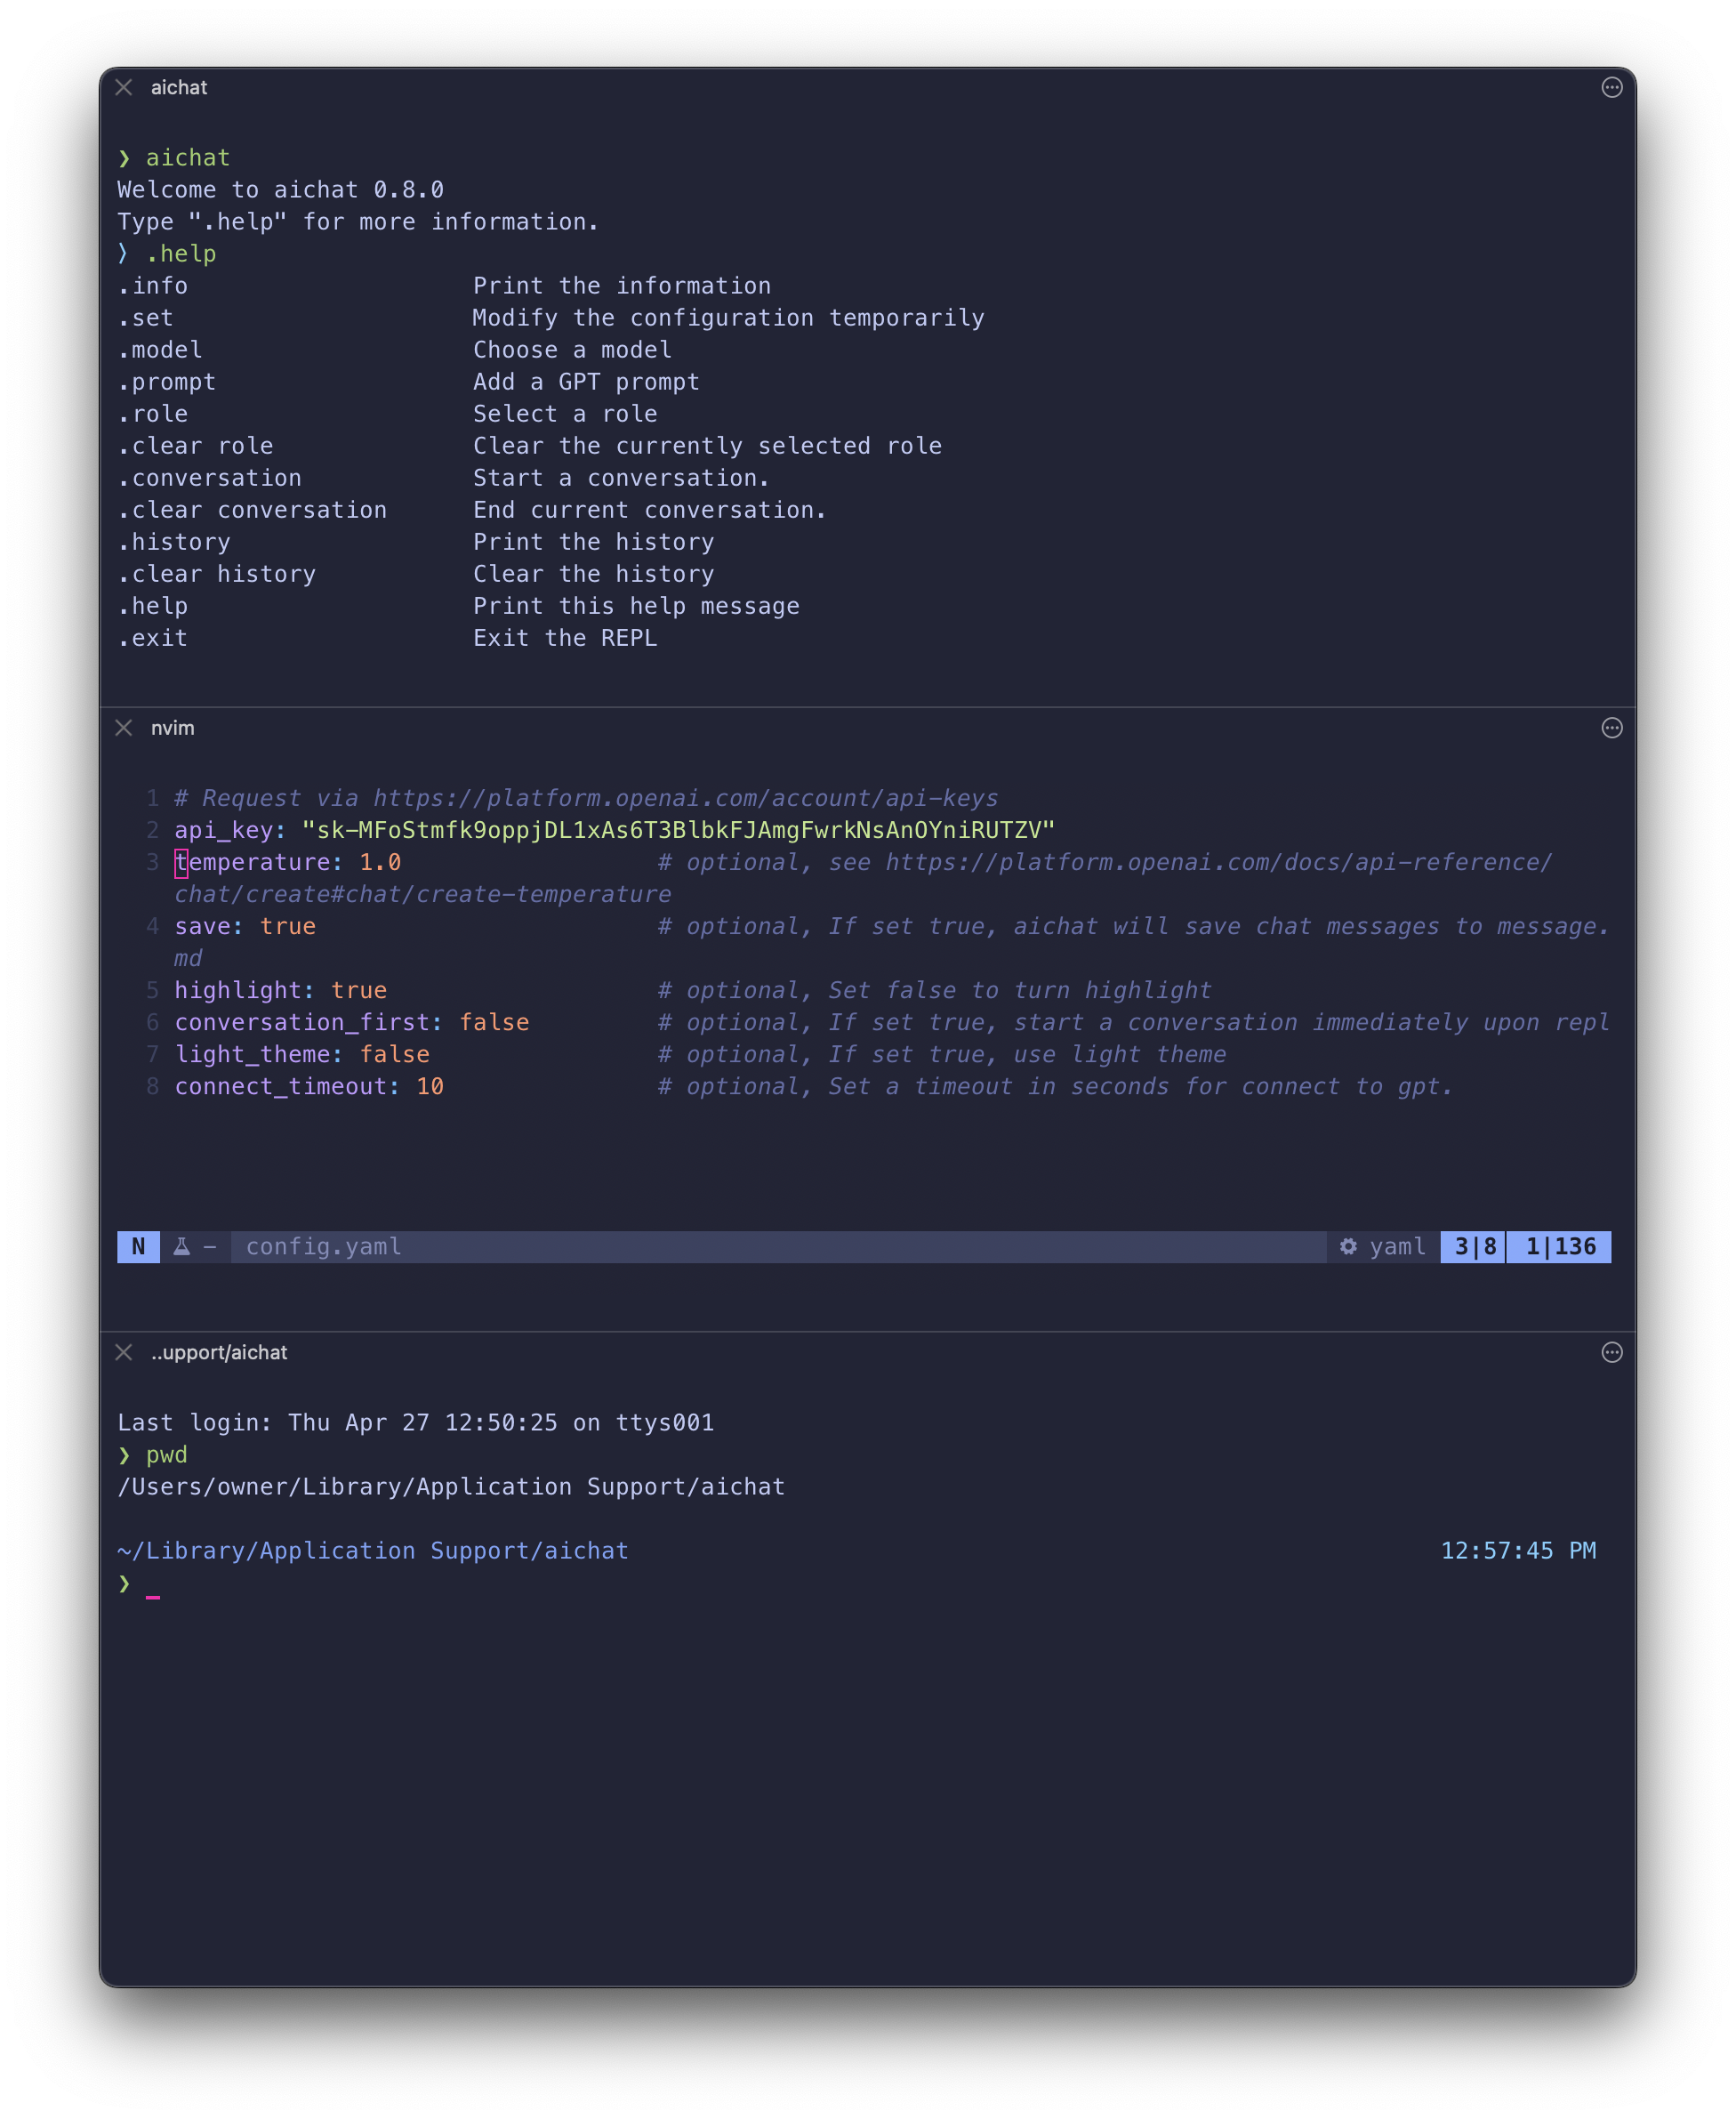 aichat
❯ aichat
Welcome to aichat 0.8.0
Type ".help" for more information.
〉 .help
.info Print the information
.set Modify the configuration temporarily
.model Choose a model
.prompt Add a GPT prompt
.role Select a role
.clear role Clear the currently selected role
.conversation Start a conversation.
.clear conversation End current conversation.
.history Print the history
.clear history Clear the history
.help Print this help message
.exit Exit the REPL
nvim
1 # Request via https://platform.openai.com/account/api-keys
2 api_key: "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"
3 temperature: 1.0 # optional, see https://platform.openai.com/docs/api-reference/
chat/create#chat/create-temperature
4 save: true # optional, If set true, aichat will save chat messages to message.
md
5 highlight: true # optional, Set false to turn highlight
6 conversation_first: false # optional, If set true, start a conversation immediately upon repl
7 light_theme: false # optional, If set true, use light theme
8 connect_timeout: 10 # optional, Set a timeout in seconds for connect to gpt.
N – config.yaml yaml 3|8 1|136
..upport/aichat
Last login: Thu Apr 27 12:50:25 on ttys001
❯ pwd
/Users/owner/Library/Application Support/aichat
~/Library/Application Support/aichat 12:57:45 PM
❯ _